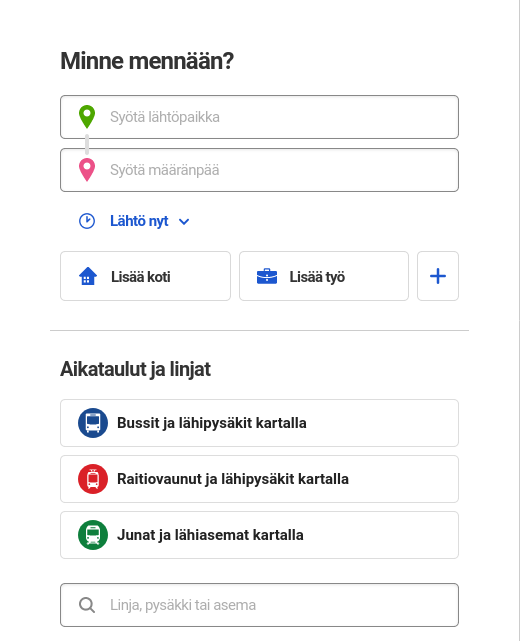 Minne mennään?
Syötä lähtöpaikka
Syötä määränpää
Lähtö nyt
Lisää koti
Lisää työ
Aikataulut ja linjat
Bussit ja lähipysäkit kartalla
Raitiovaunut ja lähipysäkit kartalla
Junat ja lähiasemat kartalla
Linja, pysäkki tai asema